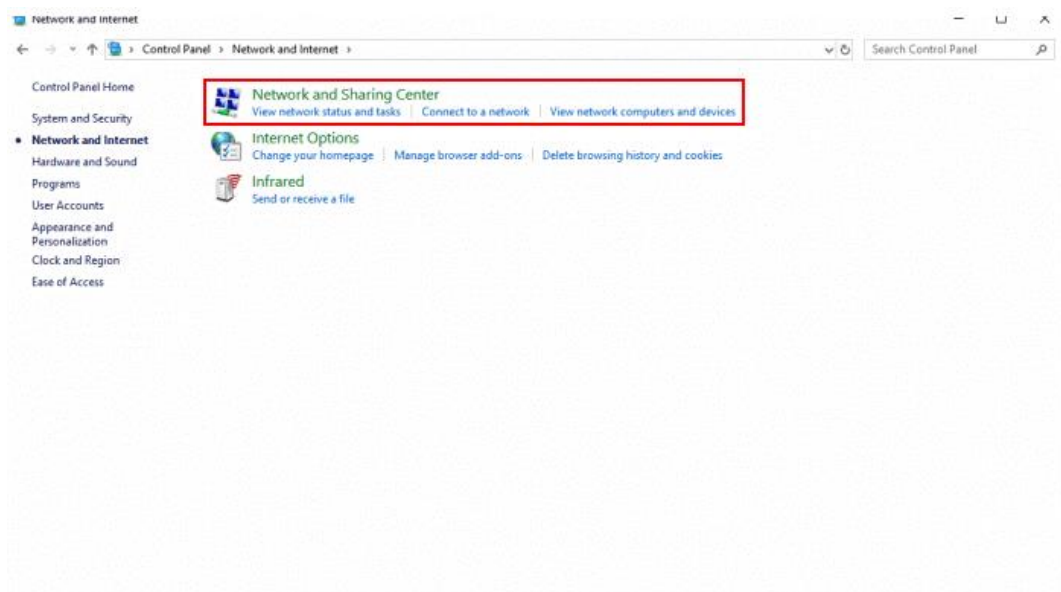 Network and Internet
Control Panel > Network and Internet >
Search Control Panel
Control Panel Home
System and Security
Network and Internet
Hardware and Sound
Programs
User Accounts
Appearance and
Personalization
Clock and Region
Ease of Access
Network and Sharing Center
View network status and tasks | Connect to a network | View network computers and devices
Internet Options
Change your homepage | Manage browser add-ons | Delete browsing history and cookies
Infrared
Send or receive a file